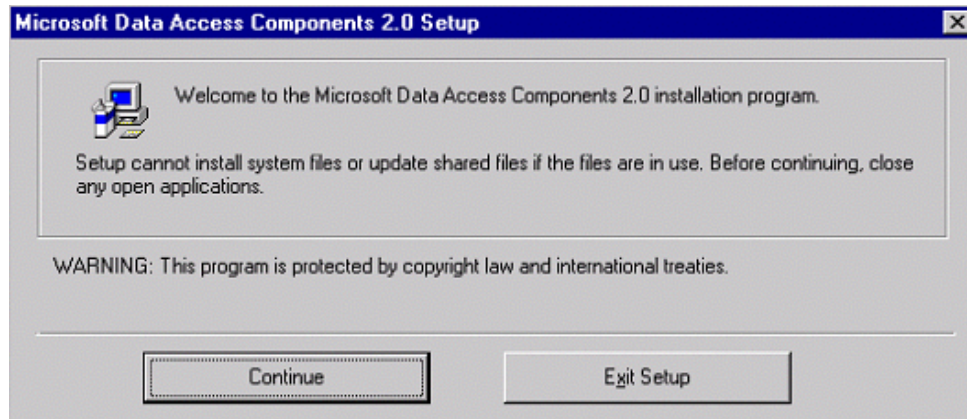 Microsoft Data Access Components 2.0 Setup
Welcome to the Microsoft Data Access Components 2.0 installation program.
Setup cannot install system files or update shared files if the files are in use. Before continuing, close
any open applications.
WARNING: This program is protected by copyright law and international treaties.
Continue
Exit Setup